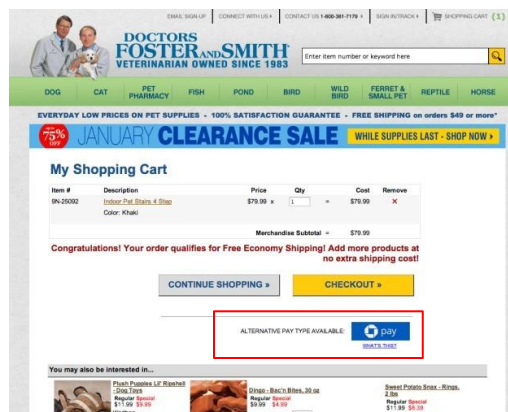 EMAIL SIGN-UP CONNECT WITH US CONTACT US 1-800-381-7179 SIGN IN/TRACK SHOPPING CART (1)
DOCTORS
FOSTER AND SMITH
VETERINARIAN OWNED SINCE 1983
Enter item number or keyword here
DOG CAT PET PHARMACY FISH POND BIRD WILD BIRD FERRET & SMALL PET REPTILE HORSE
EVERYDAY LOW PRICES ON PET SUPPLIES - 100% SATISFACTION GUARANTEE - FREE SHIPPING on orders $49 or more*
75% OFF JANUARY CLEARANCE SALE WHILE SUPPLIES LAST - SHOP NOW
My Shopping Cart
Item # Description Price Qty Cost Remove
9N-25092 Indoor Pet Stairs 4 Step $79.99 x 1 = $79.99 X
Color: Khaki
Merchandise Subtotal = $79.99
Congratulations! Your order qualifies for Free Economy Shipping! Add more products at
no extra shipping cost!
CONTINUE SHOPPING » CHECKOUT »
ALTERNATIVE PAY TYPE AVAILABLE: pay
WHAT'S THIS?
You may also be interested in...
Plush Puppies Lil' Ripshell - Dog Toys
Regular Special
$11.99 $9.99
Dingo - Bac'n Bites, 30 oz
Regular Special
$9.99 $4.99
Sweet Potato Snax - Rings, 2 lbs
Regular Special
$11.99